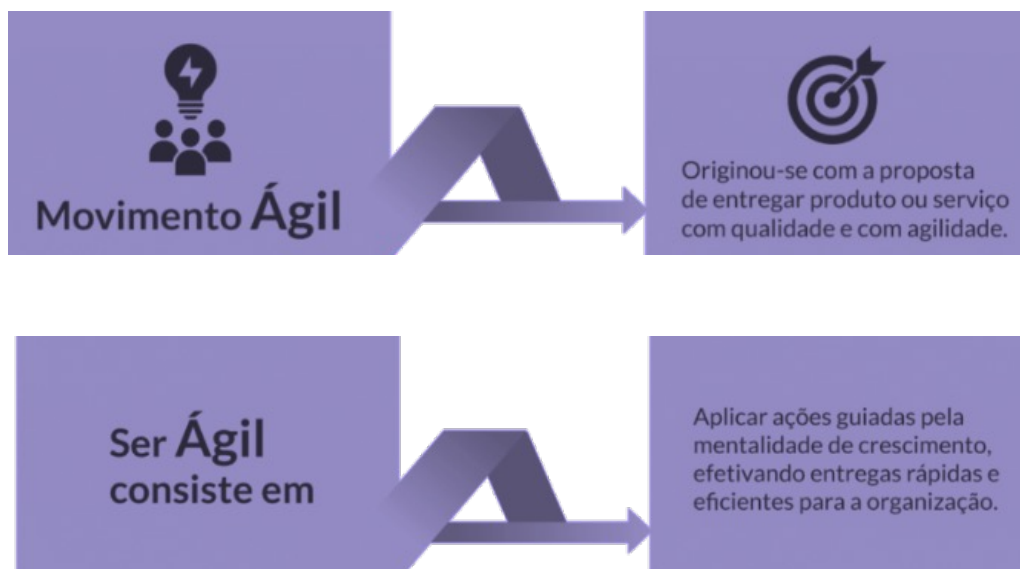 Movimento Ágil
Originou-se com a proposta
de entregar produto ou serviço
com qualidade e com agilidade.
Ser Ágil
consiste em
Aplicar ações guiadas pela
mentalidade de crescimento,
efetivando entregas rápidas e
eficientes para a organização.